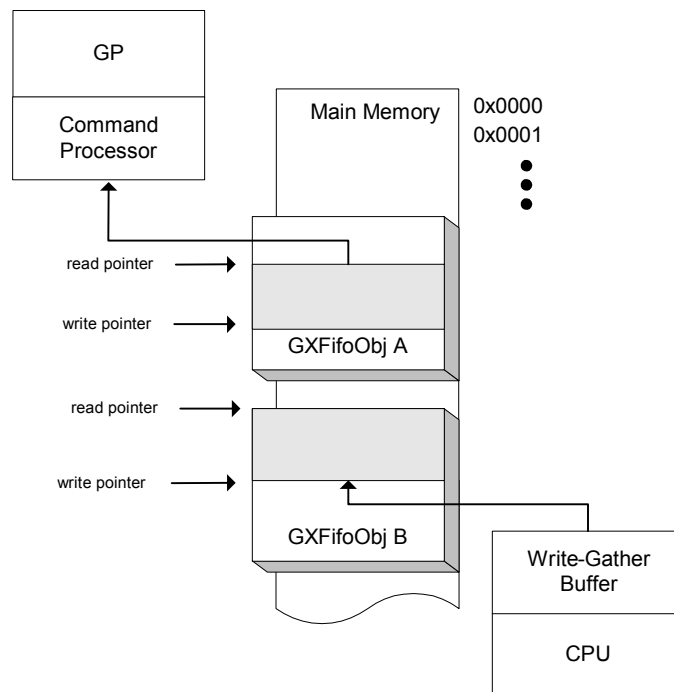 GP
Command
Processor
Main Memory
0x0000
0x0001
read pointer
write pointer
GXFifoObj A
read pointer
write pointer
GXFifoObj B
Write-Gather
Buffer
CPU